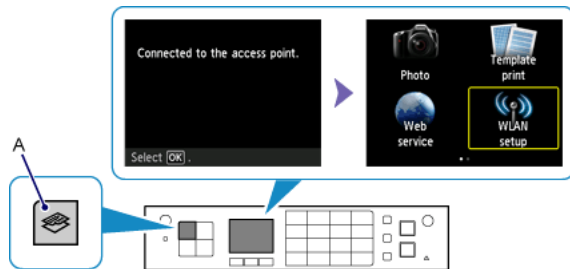 Connected to the access point.
Select OK .
Photo
Template
print
Web
service
WLAN
setup
A